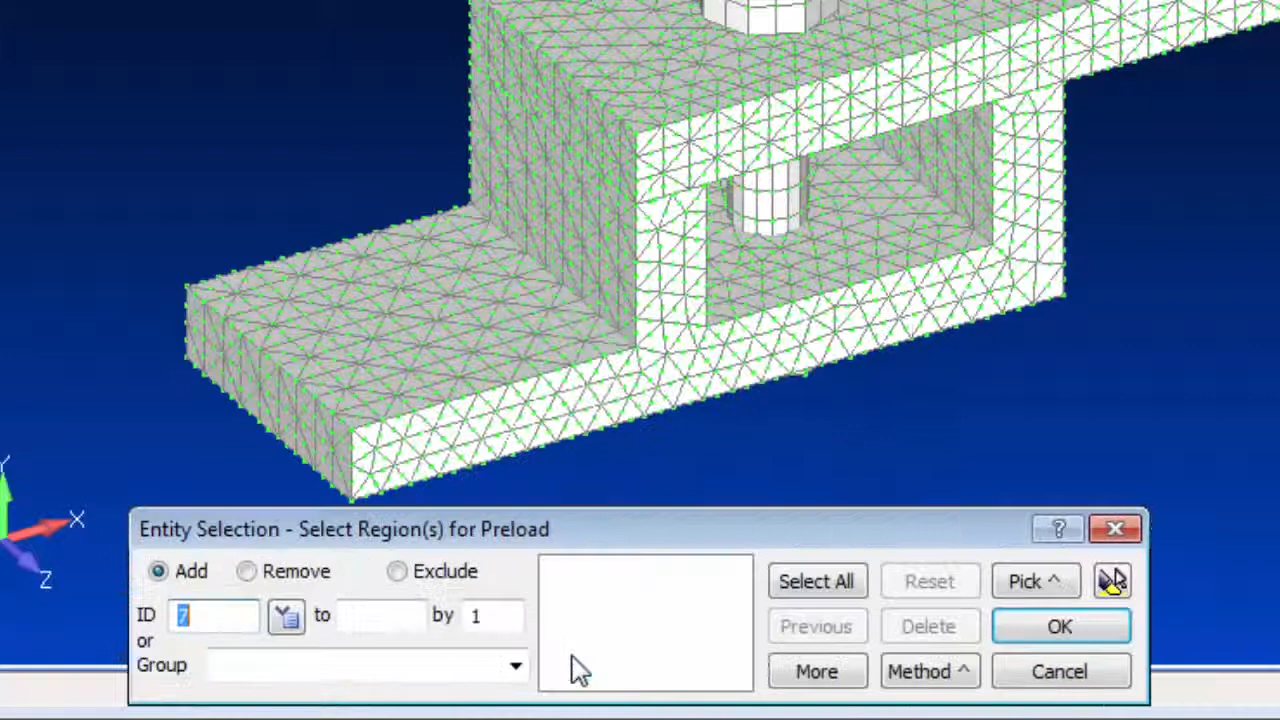 Y
X
Z
Entity Selection - Select Region(s) for Preload
?
Add Remove Exclude
Select All Reset Pick ^
ID 7 to by 1
or
Previous Delete OK
Group
More Method ^ Cancel